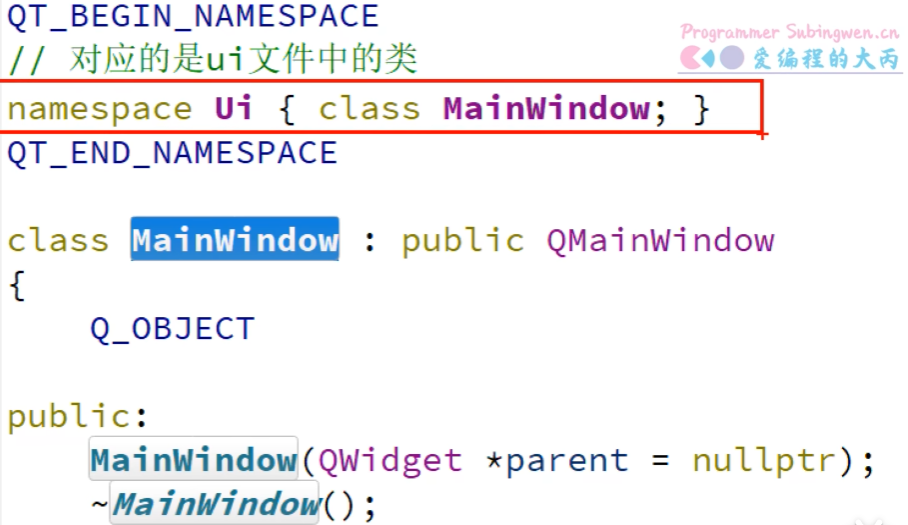 QT_BEGIN_NAMESPACE
Programmer Subingwen.cn
// 对应的是ui文件中的类
爱编程的大丙
namespace Ui { class MainWindow; }
QT_END_NAMESPACE
class MainWindow : public QMainWindow
{
Q_OBJECT
public:
MainWindow(QWidget *parent = nullptr);
~MainWindow();